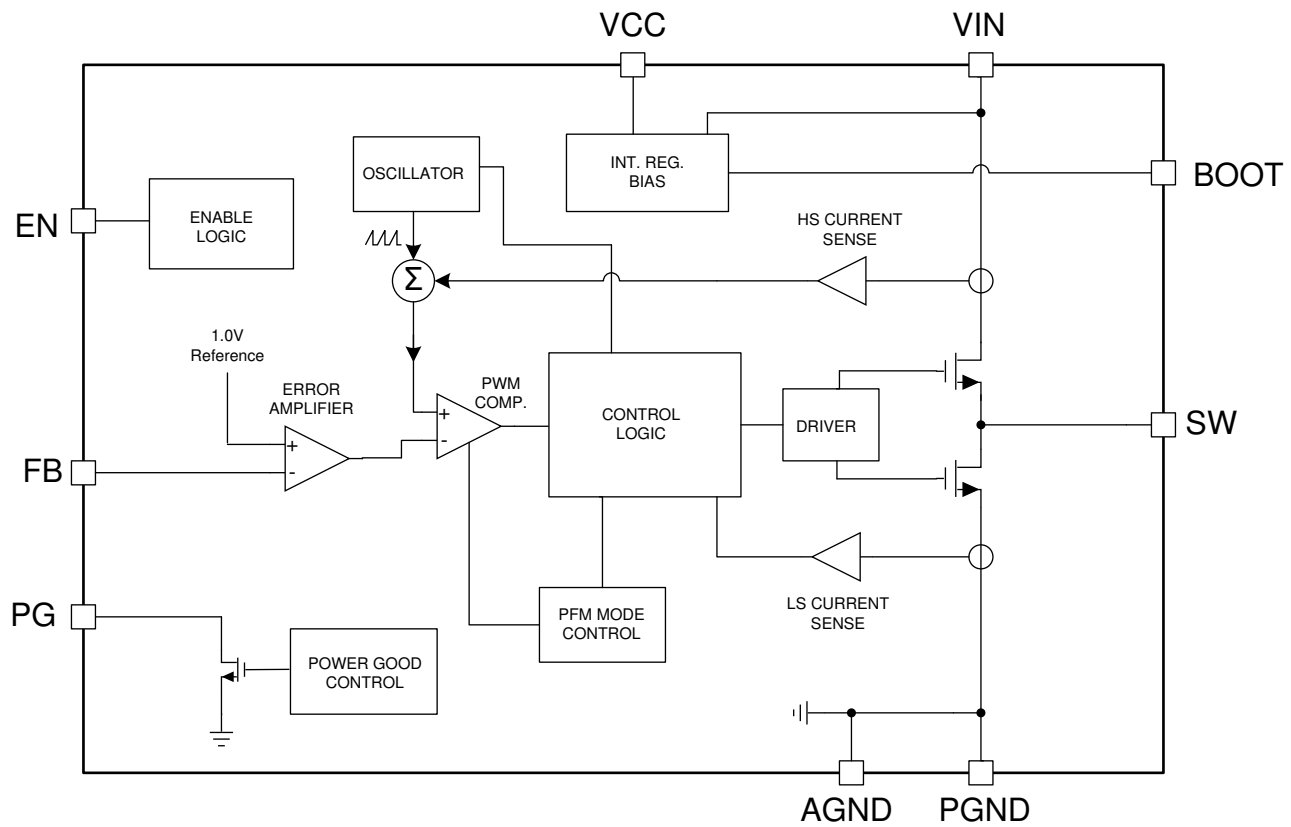 VCC
VIN
OSCILLATOR
INT. REG.
BIAS
BOOT
EN
ENABLE
LOGIC
HS CURRENT
SENSE
Σ
1.0V
Reference
ERROR
AMPLIFIER
PWM
COMP.
+
-
+
-
CONTROL
LOGIC
DRIVER
SW
FB
PG
POWER GOOD
CONTROL
PFM MODE
CONTROL
LS CURRENT
SENSE
AGND
PGND